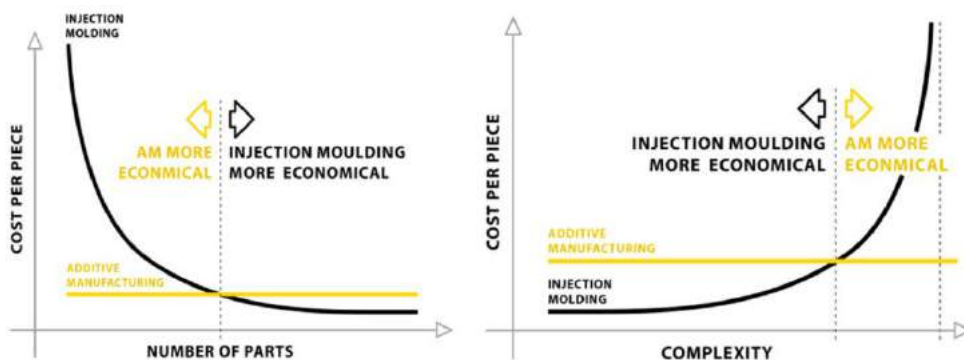 INJECTION
MOLDING
COST PER PIECE
AM MORE
ECONMICAL
INJECTION MOULDING
MORE ECONOMICAL
ADDITIVE
MANUFACTURING
NUMBER OF PARTS
COST PER PIECE
INJECTION MOULDING
MORE ECONOMICAL
AM MORE
ECONMICAL
ADDITIVE
MANUFACTURING
INJECTION
MOLDING
COMPLEXITY